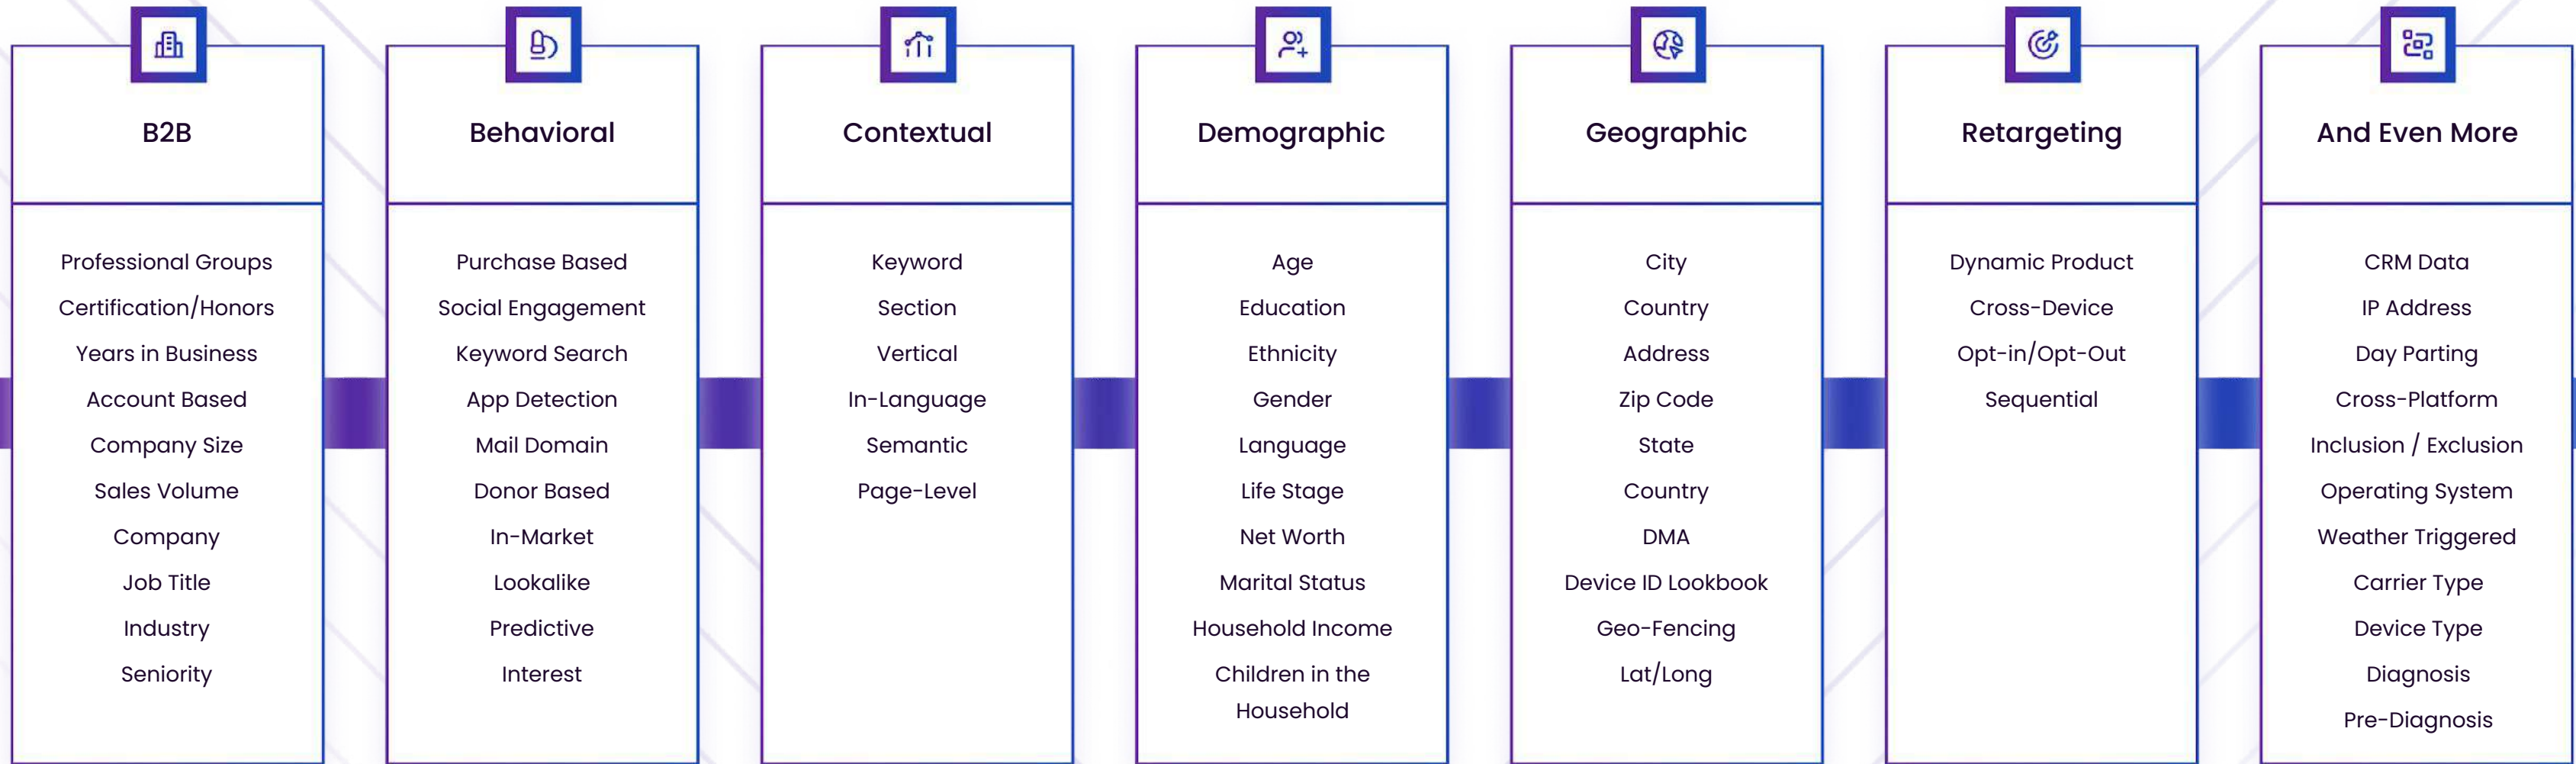 B2B
Professional Groups
Certification/Honors
Years in Business
Account Based
Company Size
Sales Volume
Company
Job Title
Industry
Seniority
Behavioral
Purchase Based
Social Engagement
Keyword Search
App Detection
Mail Domain
Donor Based
In-Market
Lookalike
Predictive
Interest
Contextual
Keyword
Section
Vertical
In-Language
Semantic
Page-Level
Demographic
Age
Education
Ethnicity
Gender
Language
Life Stage
Net Worth
Marital Status
Household Income
Children in the
Household
Geographic
City
Country
Address
Zip Code
State
Country
DMA
Device ID Lookbook
Geo-Fencing
Lat/Long
Retargeting
Dynamic Product
Cross-Device
Opt-in/Opt-Out
Sequential
And Even More
CRM Data
IP Address
Day Parting
Cross-Platform
Inclusion / Exclusion
Operating System
Weather Triggered
Carrier Type
Device Type
Diagnosis
Pre-Diagnosis